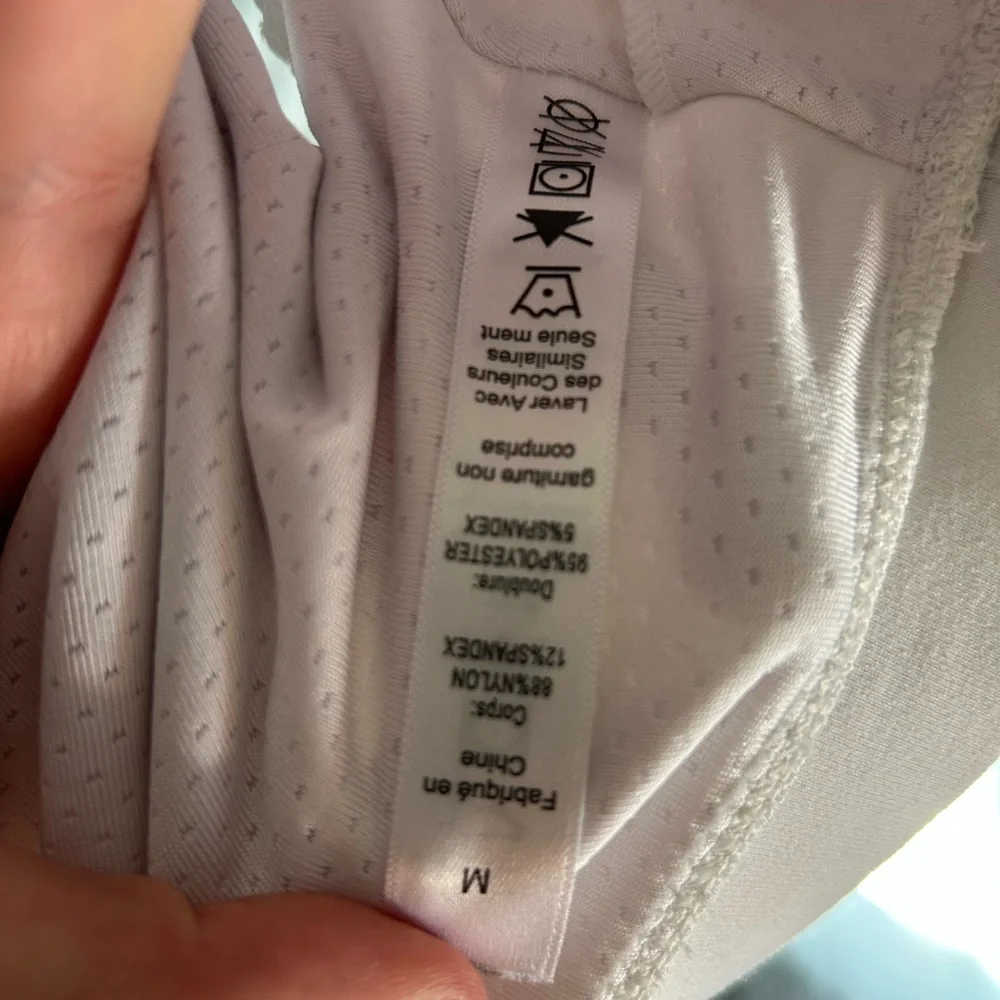 M
Fabriqué en
Chine
Corps:
88%NYLON
12%SPANDEX
Doublure:
95%POLYESTER
5%SPANDEX
garniture non
comprise
Laver Avec
des Couleurs
Similaires
Seule ment